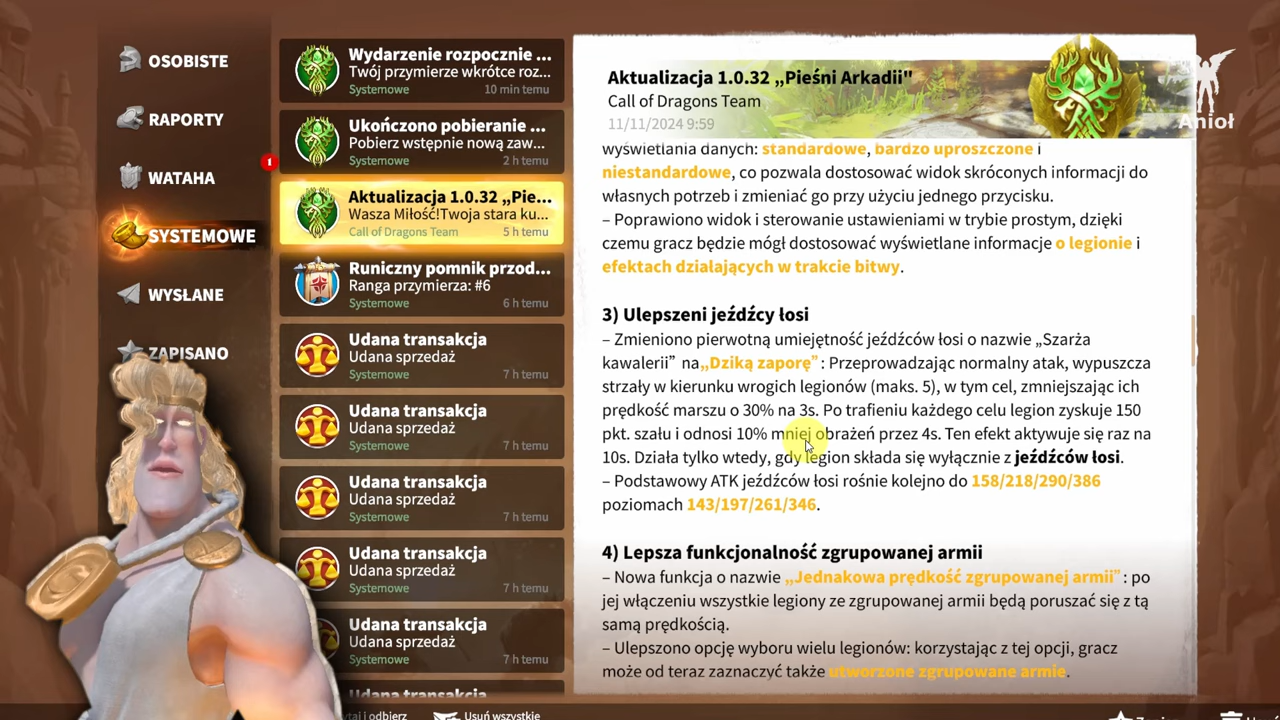 OSOBISTE
RAPORTY
1
WATAHA
SYSTEMOWE
WYSŁANE
ZAPISANO
Wydarzenie rozpocznie ...
Twój przymierze wkrótce roz...
Systemowe 10 min temu
Ukończono pobieranie ...
Pobierz wstępnie nową zaw...
Systemowe 2 h temu
Aktualizacja 1.0.32 „Pie...
Wasza Miłość!Twoja stara ku...
Call of Dragons Team 5 h temu
Runiczny pomnik przod...
Ranga przymierza: #6
Systemowe 6 h temu
Udana transakcja
Udana sprzedaż
Systemowe 7 h temu
Udana transakcja
Udana sprzedaż
Systemowe 7 h temu
Udana transakcja
Udana sprzedaż
Systemowe 7 h temu
Udana transakcja
Udana sprzedaż
Systemowe 7 h temu
Udana transakcja
Udana sprzedaż
Systemowe 7 h temu
Udana transakcja
i odbierz
Usuń wszystkie
Aktualizacja 1.0.32 „Pieśni Arkadii"
Call of Dragons Team
11/11/2024 9:59
Anioł
wyświetlania danych: standardowe, bardzo uproszczone i
niestandardowe, co pozwala dostosować widok skróconych informacji do
własnych potrzeb i zmieniać go przy użyciu jednego przycisku.
– Poprawiono widok i sterowanie ustawieniami w trybie prostym, dzięki
czemu gracz będzie mógł dostosować wyświetlane informacje o legionie i
efektach działających w trakcie bitwy.
3) Ulepszeni jeźdźcy łosi
– Zmieniono pierwotną umiejętność jeźdźców łosi o nazwie „Szarża
kawalerii” na„Dziką zaporę”: Przeprowadzając normalny atak, wypuszcza
strzały w kierunku wrogich legionów (maks. 5), w tym cel, zmniejszając ich
prędkość marszu o 30% na 3s. Po trafieniu każdego celu legion zyskuje 150
pkt. szału i odnosi 10% mniej obrażeń przez 4s. Ten efekt aktywuje się raz na
10s. Działa tylko wtedy, gdy legion składa się wyłącznie z jeźdźców łosi.
– Podstawowy ATK jeźdźców łosi rośnie kolejno do 158/218/290/386
poziomach 143/197/261/346.
4) Lepsza funkcjonalność zgrupowanej armii
– Nowa funkcja o nazwie „Jednakowa prędkość zgrupowanej armii”: po
jej włączeniu wszystkie legiony ze zgrupowanej armii będą poruszać się z tą
samą prędkością.
– Ulepszono opcję wyboru wielu legionów: korzystając z tej opcji, gracz
może od teraz zaznaczyć także utworzone zgrupowane armie.